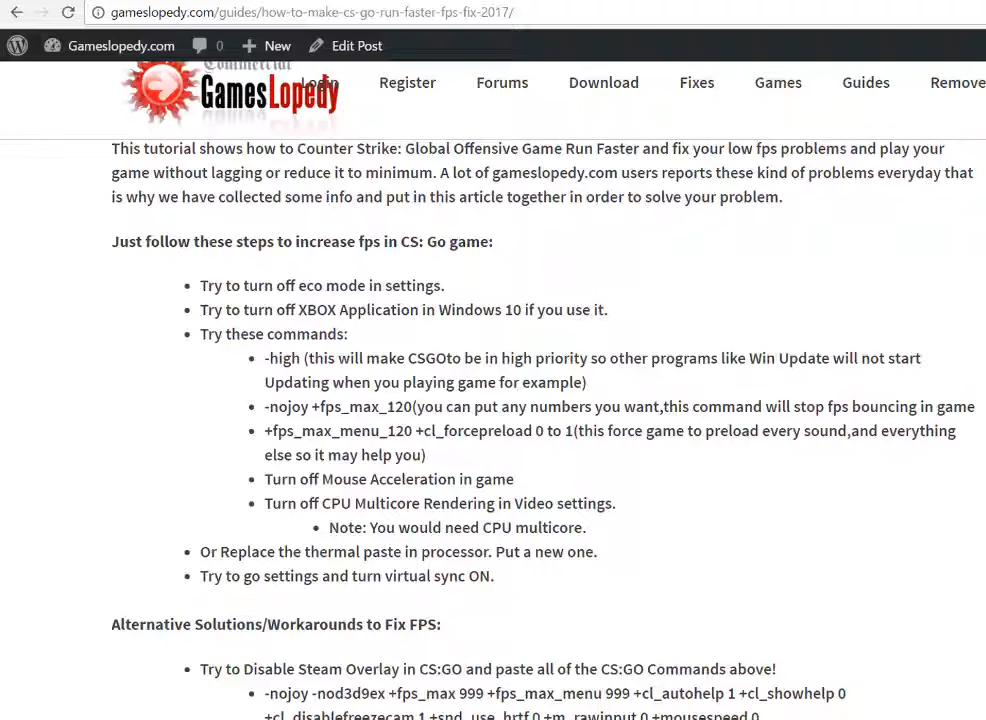 gameslopedy.com/guides/how-to-make-cs-go-run-faster-fps-fix-2017/
Gameslopedy.com 0 New Edit Post
Commercial
GamesLopedy
Login Register Forums Download Fixes Games Guides Remove
This tutorial shows how to Counter Strike: Global Offensive Game Run Faster and fix your low fps problems and play your
game without lagging or reduce it to minimum. A lot of gameslopedy.com users reports these kind of problems everyday that
is why we have collected some info and put in this article together in order to solve your problem.
Just follow these steps to increase fps in CS: Go game:
Try to turn off eco mode in settings.
Try to turn off XBOX Application in Windows 10 if you use it.
Try these commands:
-high (this will make CSGOto be in high priority so other programs like Win Update will not start
Updating when you playing game for example)
-nojoy +fps_max_120(you can put any numbers you want,this command will stop fps bouncing in game
+fps_max_menu_120 +cl_forcepreload 0 to 1(this force game to preload every sound,and everything
else so it may help you)
Turn off Mouse Acceleration in game
Turn off CPU Multicore Rendering in Video settings.
Note: You would need CPU multicore.
Or Replace the thermal paste in processor. Put a new one.
Try to go settings and turn virtual sync ON.
Alternative Solutions/Workarounds to Fix FPS:
Try to Disable Steam Overlay in CS:GO and paste all of the CS:GO Commands above!
-nojoy -nod3d9ex +fps_max 999 +fps_max_menu 999 +cl_autohelp 1 +cl_showhelp 0
+cl_disablefreezecam 1 +snd_use_hrtf 0 +m_rawinput 0 +mousespeed 0